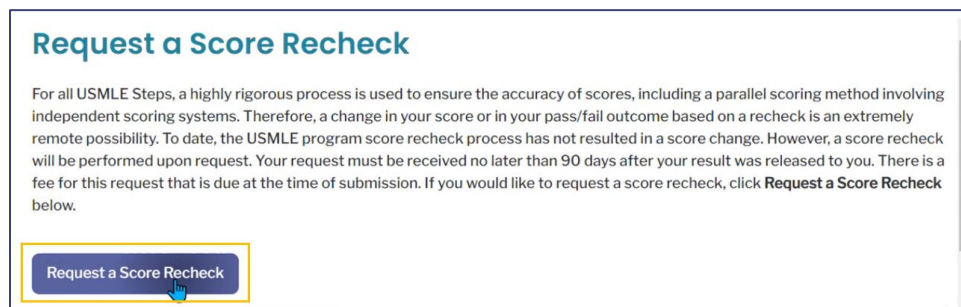 Request a Score Recheck
For all USMLE Steps, a highly rigorous process is used to ensure the accuracy of scores, including a parallel scoring method involving
independent scoring systems. Therefore, a change in your score or in your pass/fail outcome based on a recheck is an extremely
remote possibility. To date, the USMLE program score recheck process has not resulted in a score change. However, a score recheck
will be performed upon request. Your request must be received no later than 90 days after your result was released to you. There is a
fee for this request that is due at the time of submission. If you would like to request a score recheck, click Request a Score Recheck
below.
Request a Score Recheck